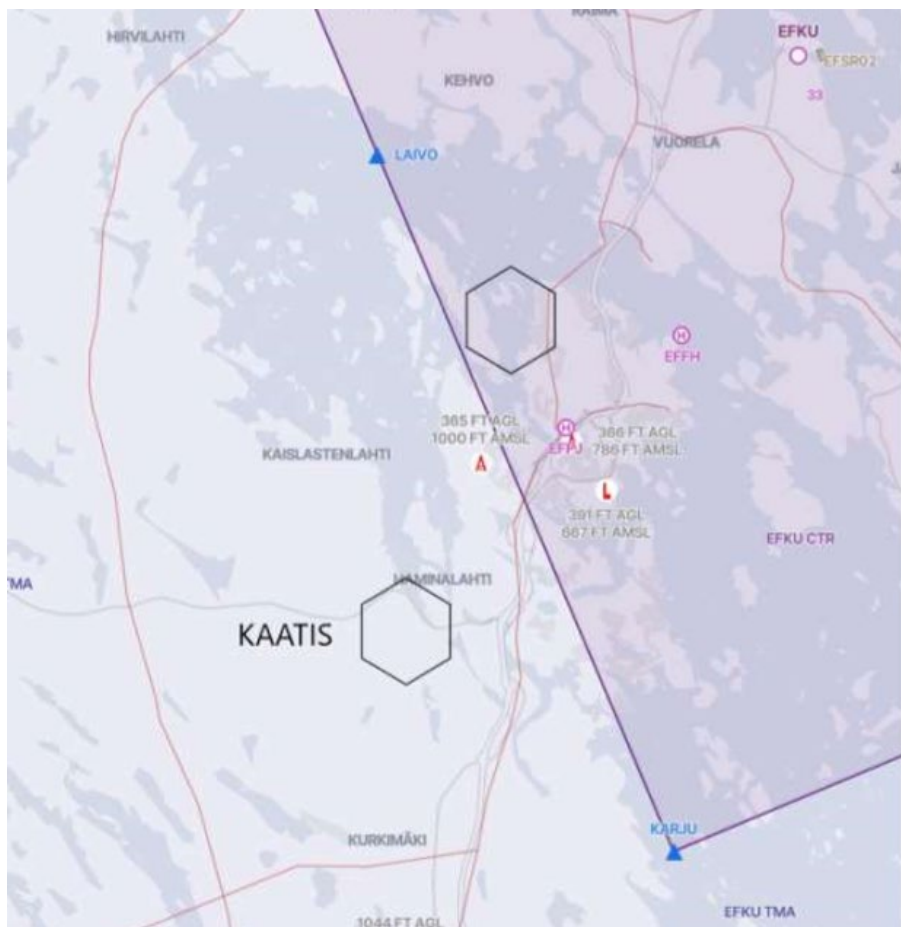 HIRVILAHTI
EFKU
EFSR02
KEHVO
33
VUORELA
LAIVO
H
EFFH
365 FT AGL
1000 FT AMSL
H
EFPJ
366 FT AGL
786 FT AMSL
KAISLASTENLAHTI
391 FT AGL
667 FT AMSL
EFKU CTR
TMA
HAMINALAHTI
KAATIS
KARJU
KURKIMÄKI
EFKU TMA
1044 FT AGL